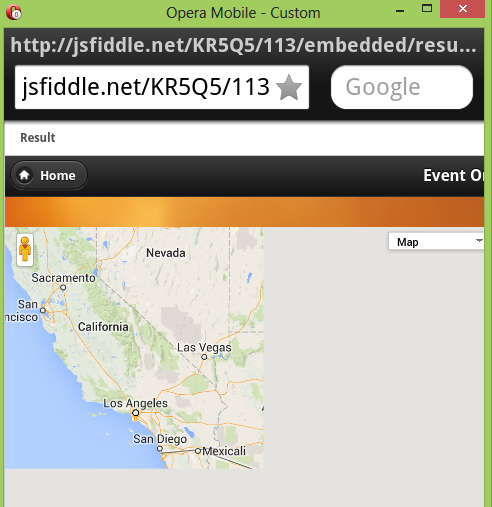 Opera Mobile - Custom
http://jsfiddle.net/KR5Q5/113/embedded/resu...
jsfiddle.net/KR5Q5/113
Google
Result
Home
Event Or
Map
Nevada
Sacramento
San
ncisco
California
Las Vegas
Los Angeles
San Diego
Mexicali